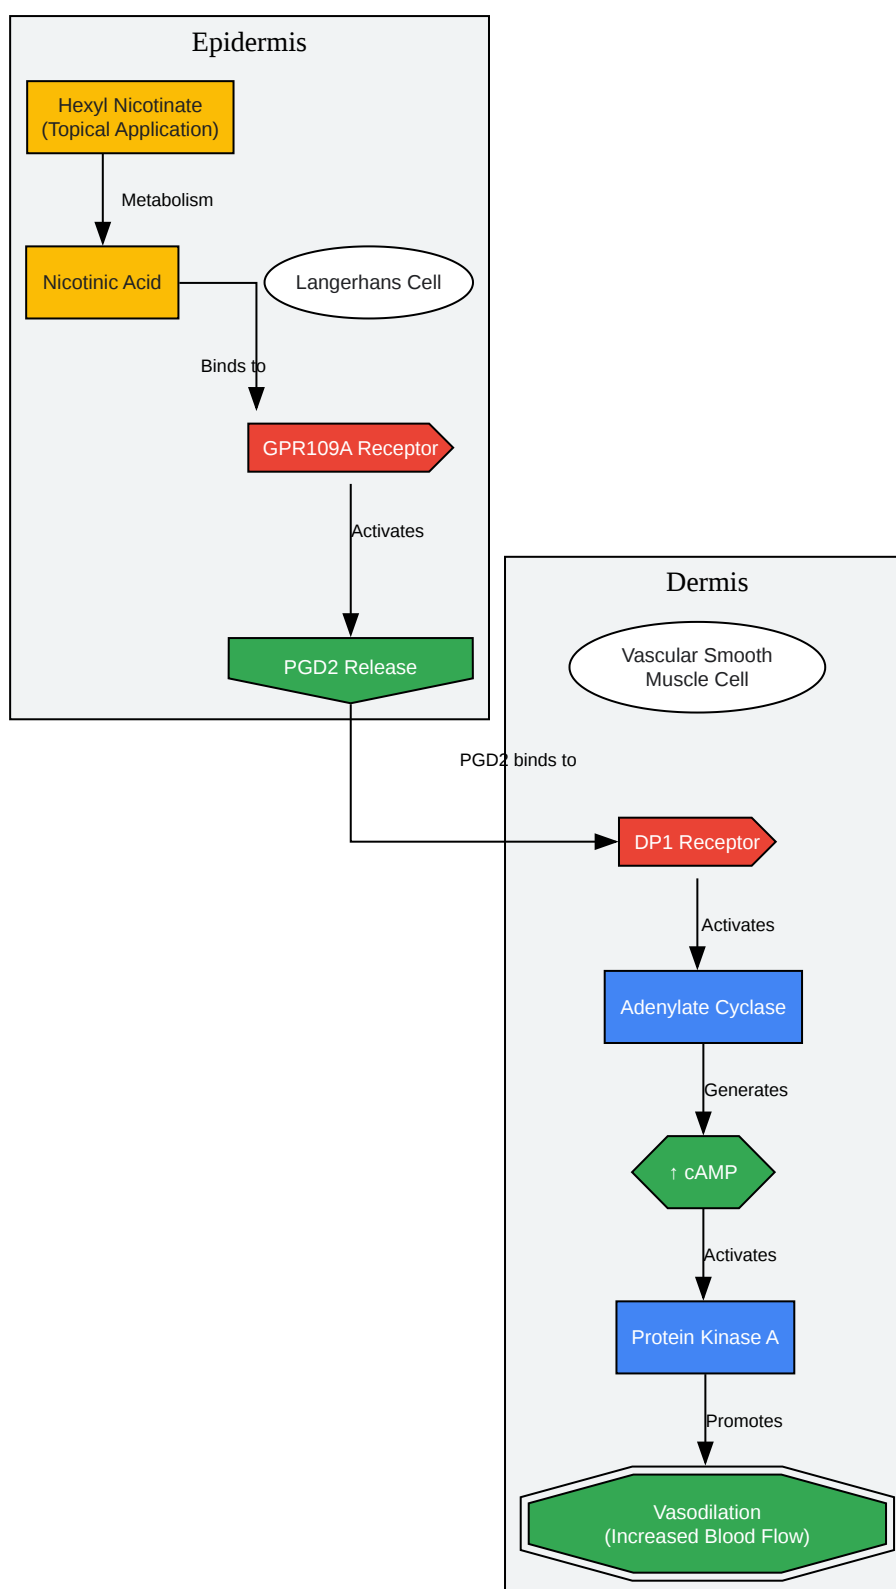 Epidermis
Hexyl Nicotinate
(Topical Application)
Metabolism
Nicotinic Acid
Langerhans Cell
Binds to
GPR109A Receptor
Activates
PGD2 Release
Dermis
Vascular Smooth
Muscle Cell
PGD2 binds to
DP1 Receptor
Activates
Adenylate Cyclase
Generates
↑ cAMP
Activates
Protein Kinase A
Promotes
Vasodilation
(Increased Blood Flow)